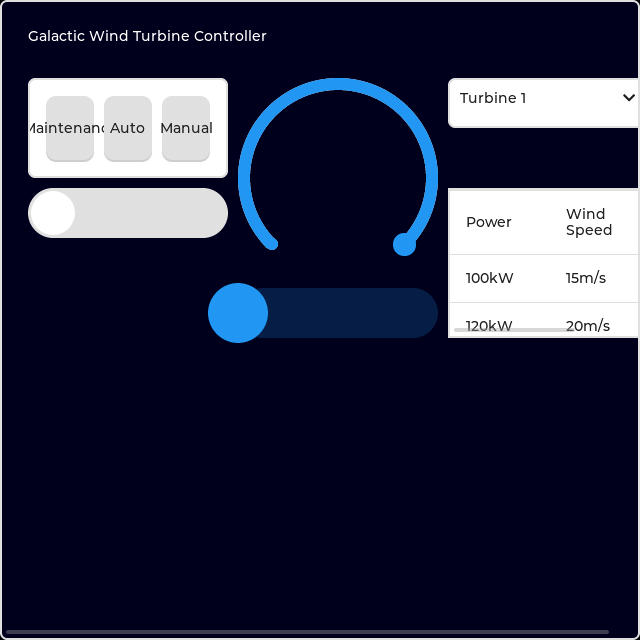 Galactic Wind Turbine Controller
Maintenanc Auto Manual
Turbine 1
Power Wind Speed
100kW 15m/s
120kW 20m/s